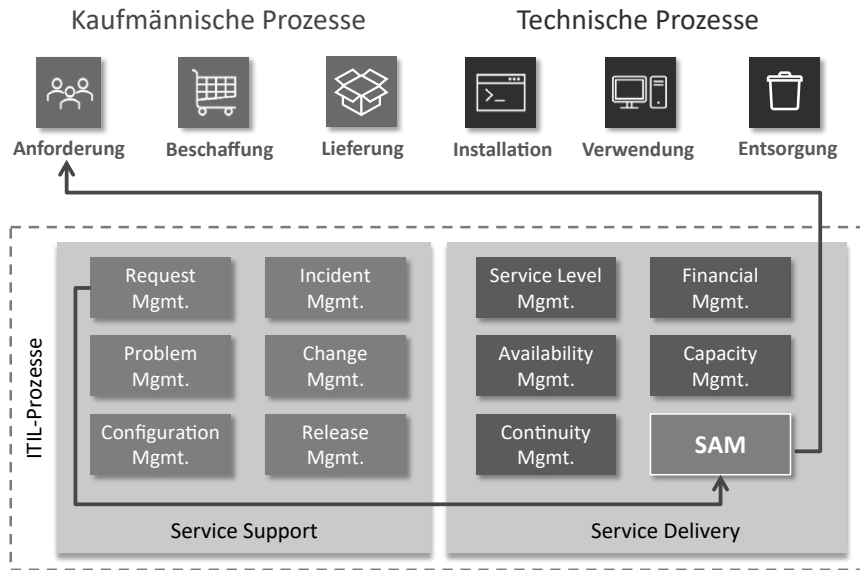 Kaufmännische Prozesse
Technische Prozesse
Anforderung
Beschaffung
Lieferung
Installation
Verwendung
Entsorgung
ITIL-Prozesse
Request
Mgmt.
Incident
Mgmt.
Problem
Mgmt.
Change
Mgmt.
Configuration
Mgmt.
Release
Mgmt.
Service Support
Service Level
Mgmt.
Financial
Mgmt.
Availability
Mgmt.
Capacity
Mgmt.
Continuity
Mgmt.
SAM
Service Delivery